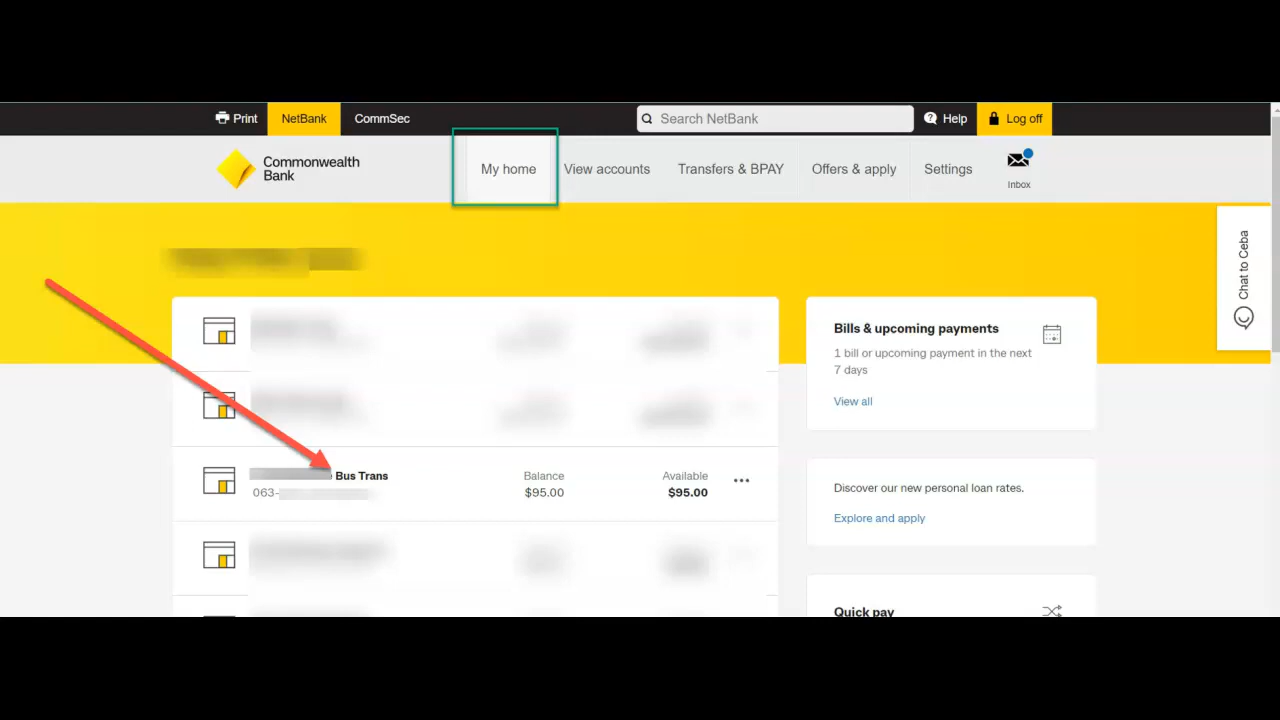 Print
NetBank
CommSec
Search NetBank
Help
Log off
Commonwealth
Bank
My home
View accounts
Transfers & BPAY
Offers & apply
Settings
Inbox
Chat to Ceba
Bus Trans
063-
Balance
$95.00
Available
$95.00
Bills & upcoming payments
1 bill or upcoming payment in the next
7 days
View all
Discover our new personal loan rates.
Explore and apply
Quick pay